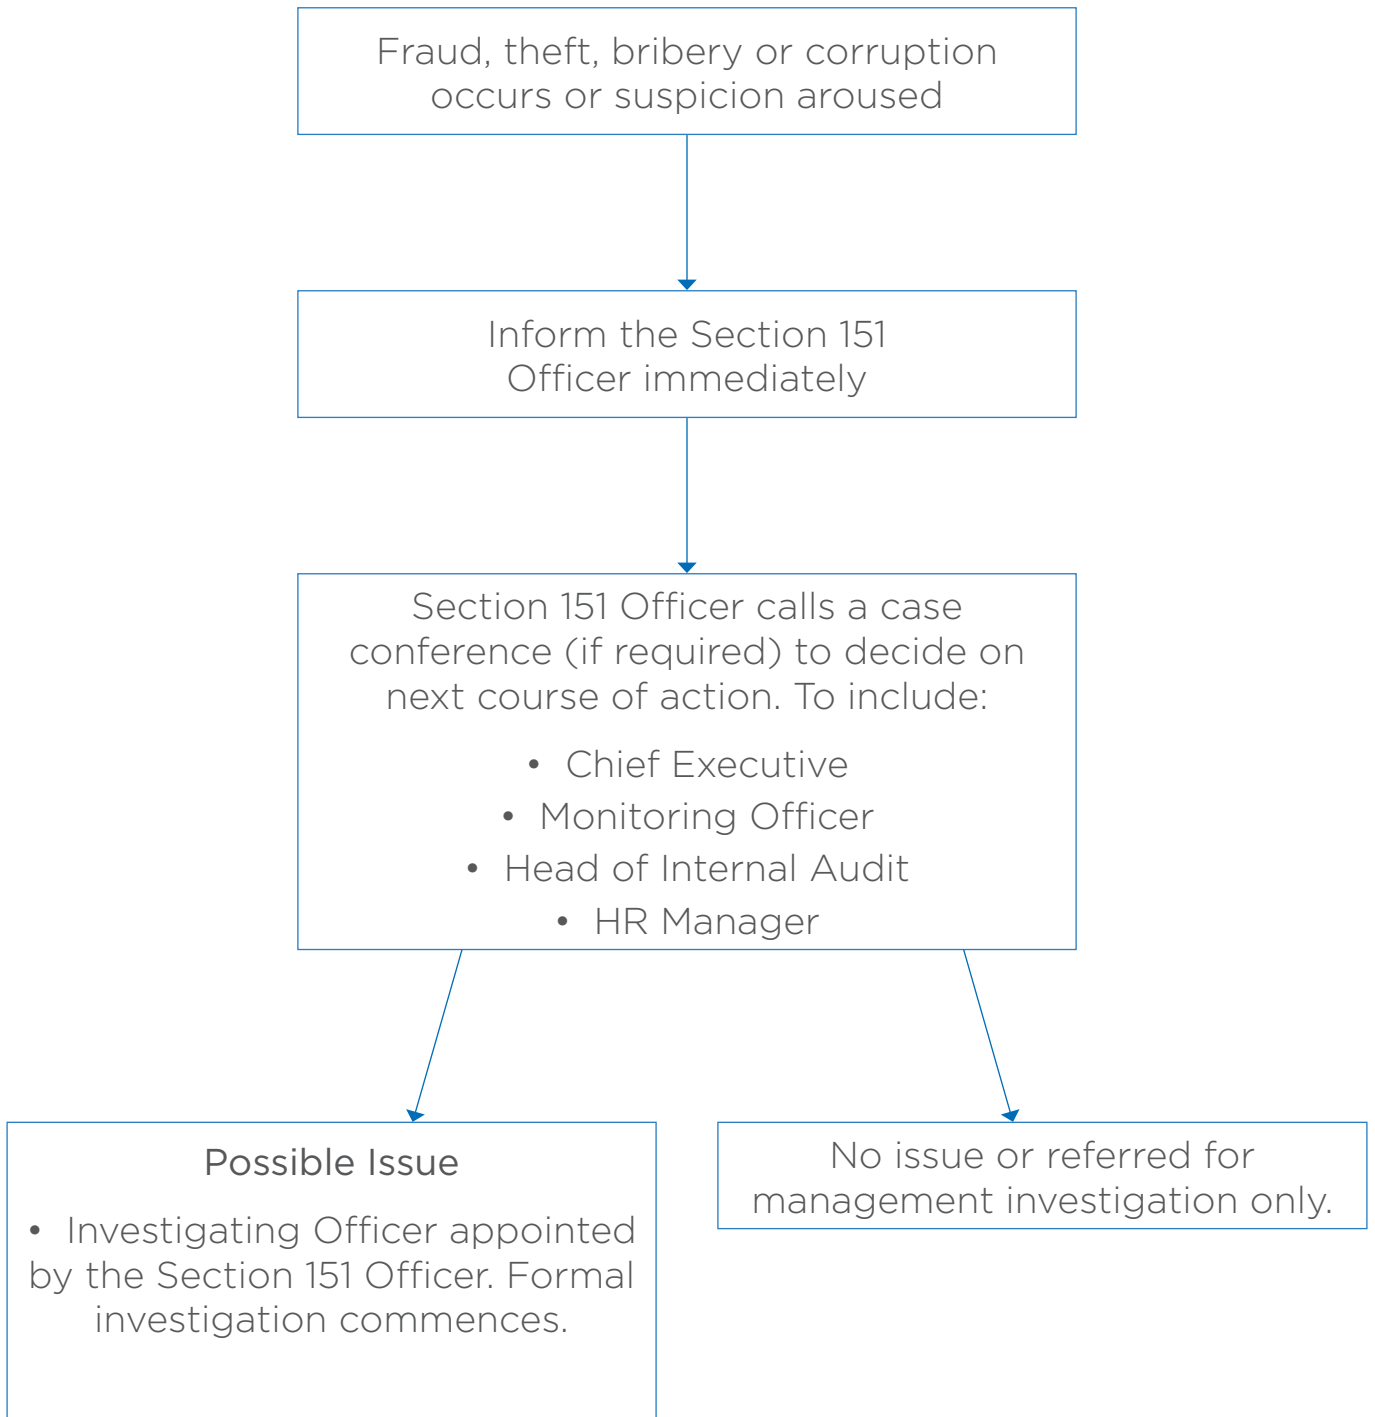 Fraud, theft, bribery or corruption
occurs or suspicion aroused
Inform the Section 151
Officer immediately
Section 151 Officer calls a case
conference (if required) to decide on
next course of action. To include:
• Chief Executive
• Monitoring Officer
• Head of Internal Audit
• HR Manager
Possible Issue
• Investigating Officer appointed
by the Section 151 Officer. Formal
investigation commences.
No issue or referred for
management investigation only.